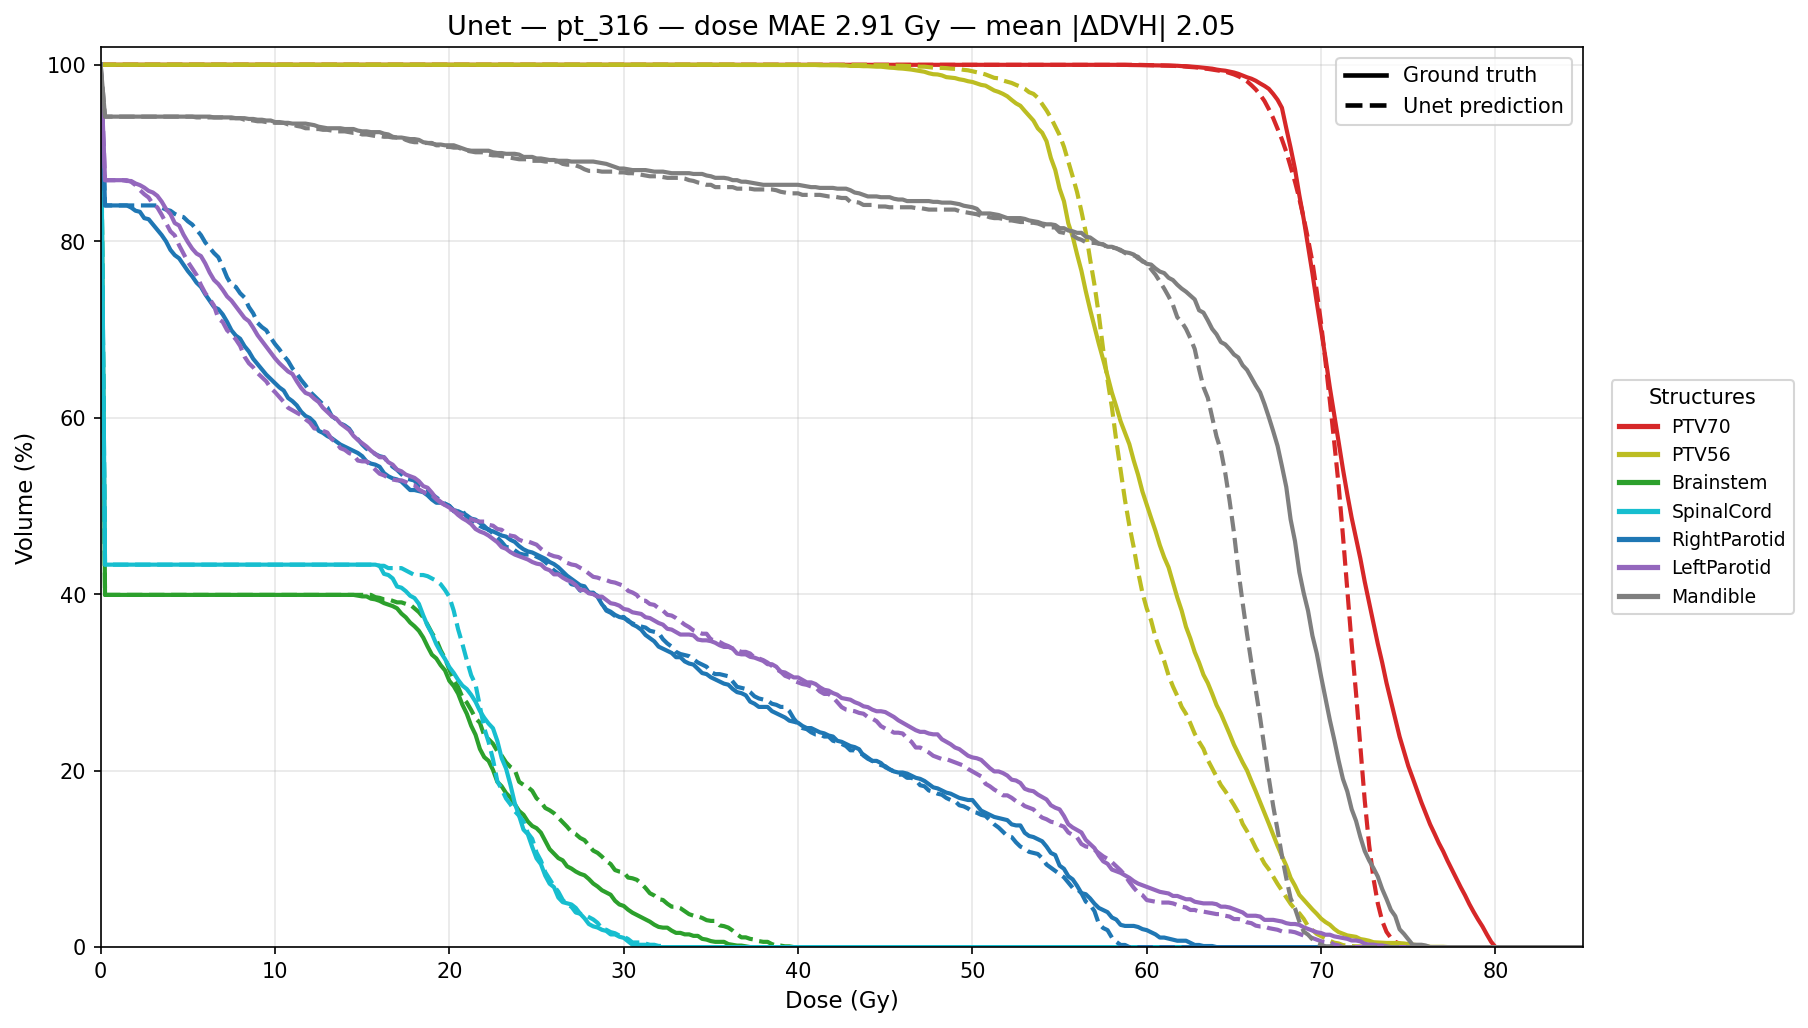 Unet — pt_316 — dose MAE 2.91 Gy — mean |ΔDVH| 2.05
Ground truth
Unet prediction
Volume (%)
100
80
60
40
20
0
0 10 20 30 40 50 60 70 80
Dose (Gy)
Structures
PTV70
PTV56
Brainstem
SpinalCord
RightParotid
LeftParotid
Mandible